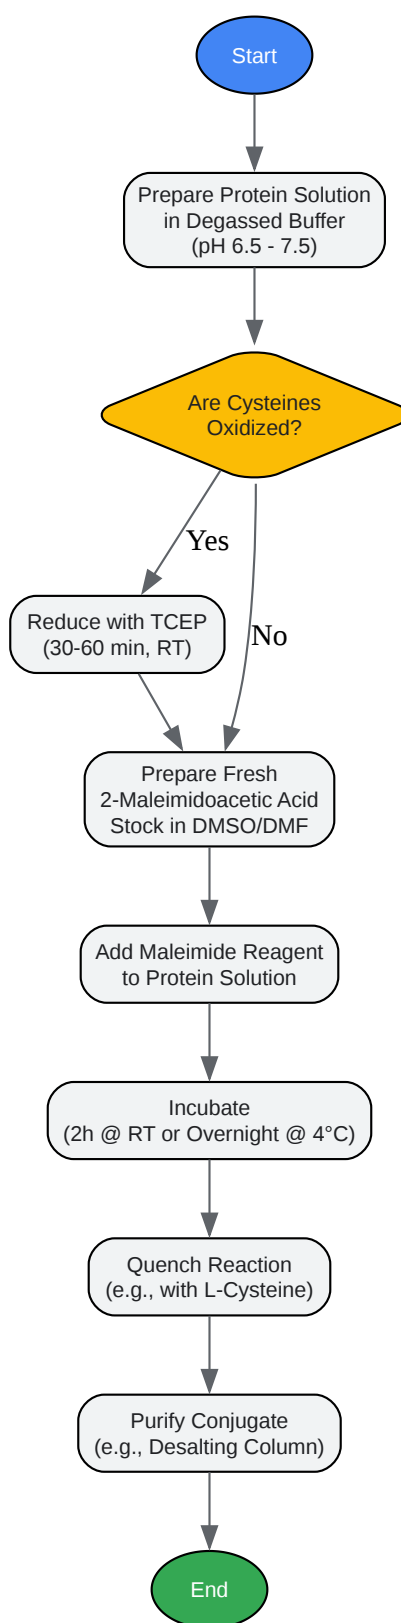 Start
Prepare Protein Solution
in Degassed Buffer
(pH 6.5 - 7.5)
Are Cysteines
Oxidized?
Yes
Reduce with TCEP
(30-60 min, RT)
No
Prepare Fresh
2-Maleimidoacetic Acid
Stock in DMSO/DMF
Add Maleimide Reagent
to Protein Solution
Incubate
(2h @ RT or Overnight @ 4°C)
Quench Reaction
(e.g., with L-Cysteine)
Purify Conjugate
(e.g., Desalting Column)
End